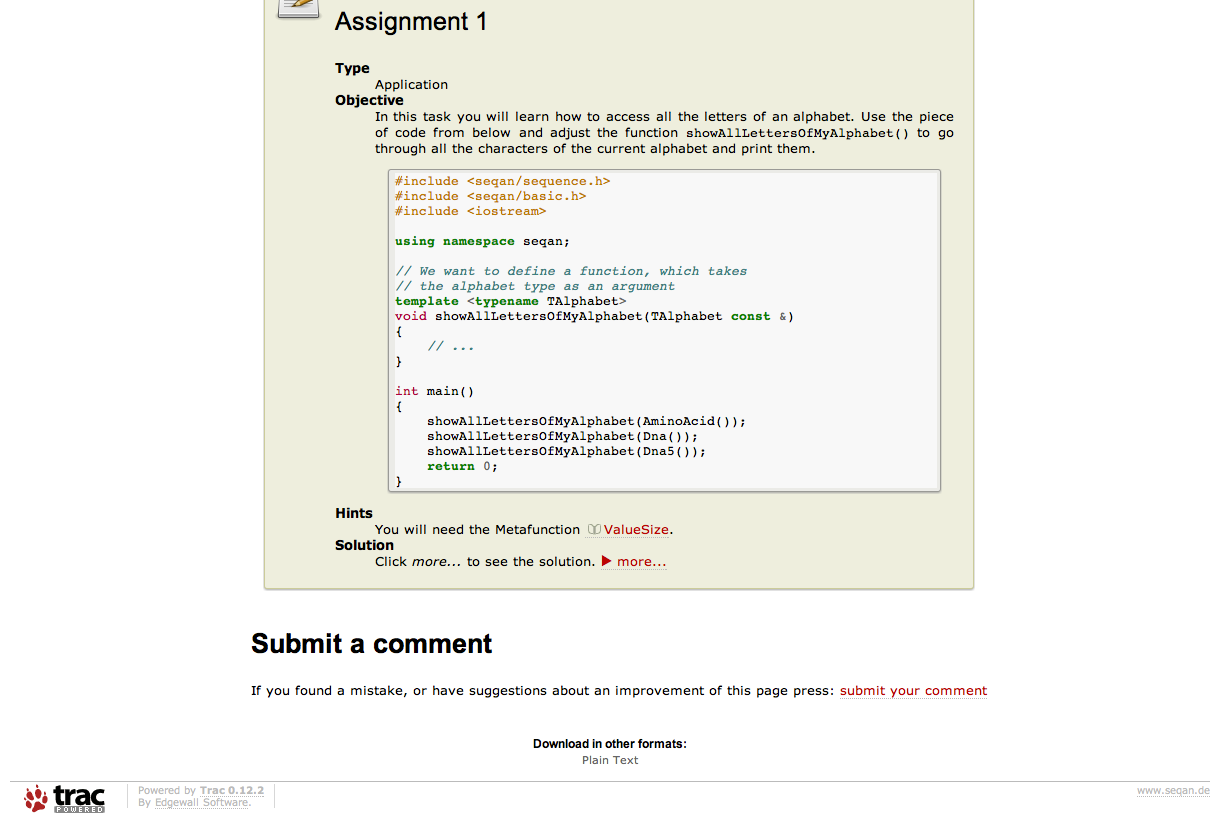 Assignment 1
Type
Application
Objective
In this task you will learn how to access all the letters of an alphabet. Use the piece
of code from below and adjust the function showAllLettersOfMyAlphabet() to go
through all the characters of the current alphabet and print them.
#include <seqan/sequence.h>
#include <seqan/basic.h>
#include <iostream>
using namespace seqan;
// We want to define a function, which takes
// the alphabet type as an argument
template <typename TAlphabet>
void showAllLettersOfMyAlphabet(TAlphabet const &)
{
    // ...
}
int main()
{
    showAllLettersOfMyAlphabet(AminoAcid());
    showAllLettersOfMyAlphabet(Dna());
    showAllLettersOfMyAlphabet(Dna5());
    return 0;
}
Hints
You will need the Metafunction ValueSize.
Solution
Click more... to see the solution. more...
Submit a comment
If you found a mistake, or have suggestions about an improvement of this page press: submit your comment
Download in other formats:
Plain Text
trac
POWERED
Powered by Trac 0.12.2
By Edgewall Software.
www.seqan.de